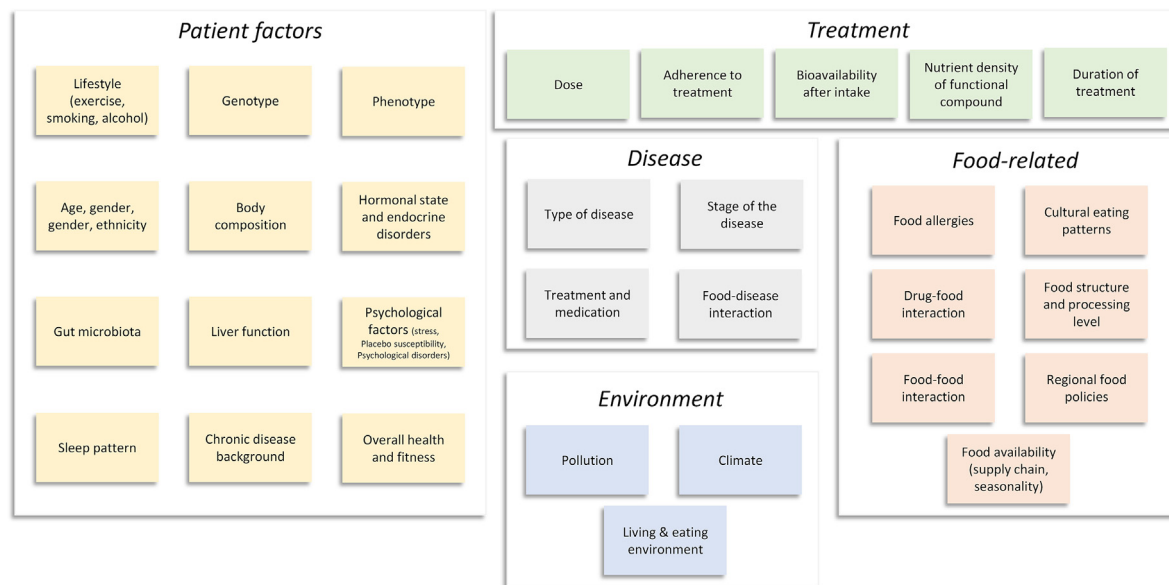 Patient factors
Lifestyle
(exercise,
smoking, alcohol)
Genotype
Phenotype
Age, gender,
gender, ethnicity
Body
composition
Hormonal state
and endocrine
disorders
Gut microbiota
Liver function
Psychological
factors (stress,
Placebo susceptibility,
Psychological disorders)
Sleep pattern
Chronic disease
background
Overall health
and fitness
Treatment
Dose
Adherence to
treatment
Bioavailability
after intake
Nutrient density
of functional
compound
Duration of
treatment
Disease
Type of disease
Stage of the
disease
Treatment and
medication
Food-disease
interaction
Food-related
Food allergies
Cultural eating
patterns
Drug-food
interaction
Food structure
and processing
level
Food-food
interaction
Regional food
policies
Food availability
(supply chain,
seasonality)
Environment
Pollution
Climate
Living & eating
environment